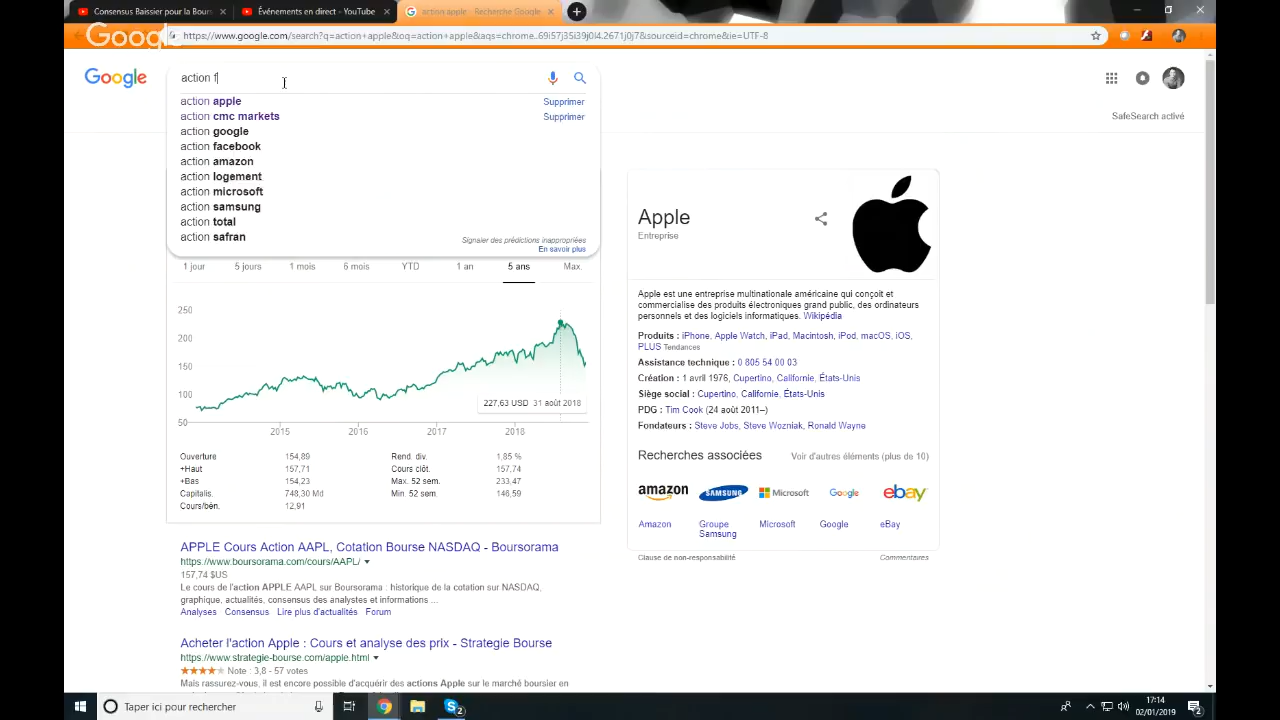 Consensus Baissier pour la Bours
Événements en direct - YouTube
action apple - Recherche Google
Google
https://www.google.com/search?q=action+apple&oq=action+apple&aqs=chrome..69i57j35i39j0l4.2671j0j7&sourceid=chrome&ie=UTF-8
Google
action f
SafeSearch activé
action apple Supprimer
action cmc markets Supprimer
action google
action facebook
action amazon
action logement
action microsoft
action samsung
action total
action safran
Signaler des prédictions inappropriées
En savoir plus
1 jour 5 jours 1 mois 6 mois YTD 1 an 5 ans Max.
250
200
150
100
50
227,63 USD 31 août 2018
2015 2016 2017 2018
Ouverture 154,89 Rend. div. 1,85 %
+Haut 157,71 Cours clôt. 157,74
+Bas 154,23 Max. 52 sem. 233,47
Capitalis. 748,30 Md Min. 52 sem. 146,59
Cours/bén. 12,91
APPLE Cours Action AAPL, Cotation Bourse NASDAQ - Boursorama
https://www.boursorama.com/cours/AAPL/
157,74 $US
Le cours de l'action APPLE AAPL sur Boursorama : historique de la cotation sur NASDAQ,
graphique, actualités, consensus des analystes et informations ...
Analyses Consensus Lire plus d'actualités Forum
Acheter l'action Apple : Cours et analyse des prix - Strategie Bourse
https://www.strategie-bourse.com/apple.html
Note : 3,8 - 57 votes
Mais rassurez-vous, il est encore possible d'acquérir des actions Apple sur le marché boursier en
Apple
Entreprise
Apple est une entreprise multinationale américaine qui conçoit et
commercialise des produits électroniques grand public, des ordinateurs
personnels et des logiciels informatiques. Wikipédia
Produits : iPhone, Apple Watch, iPad, Macintosh, iPod, macOS, iOS,
PLUS Tendances
Assistance technique : 0 805 54 00 03
Création : 1 avril 1976, Cupertino, Californie, États-Unis
Siège social : Cupertino, Californie, États-Unis
PDG : Tim Cook (24 août 2011–)
Fondateurs : Steve Jobs, Steve Wozniak, Ronald Wayne
Recherches associées Voir d'autres éléments (plus de 10)
amazon SAMSUNG Microsoft Google ebay
Amazon Groupe Samsung Microsoft Google eBay
Clause de non-responsabilité Commentaires
Taper ici pour rechercher
2
17:14
02/01/2019
2